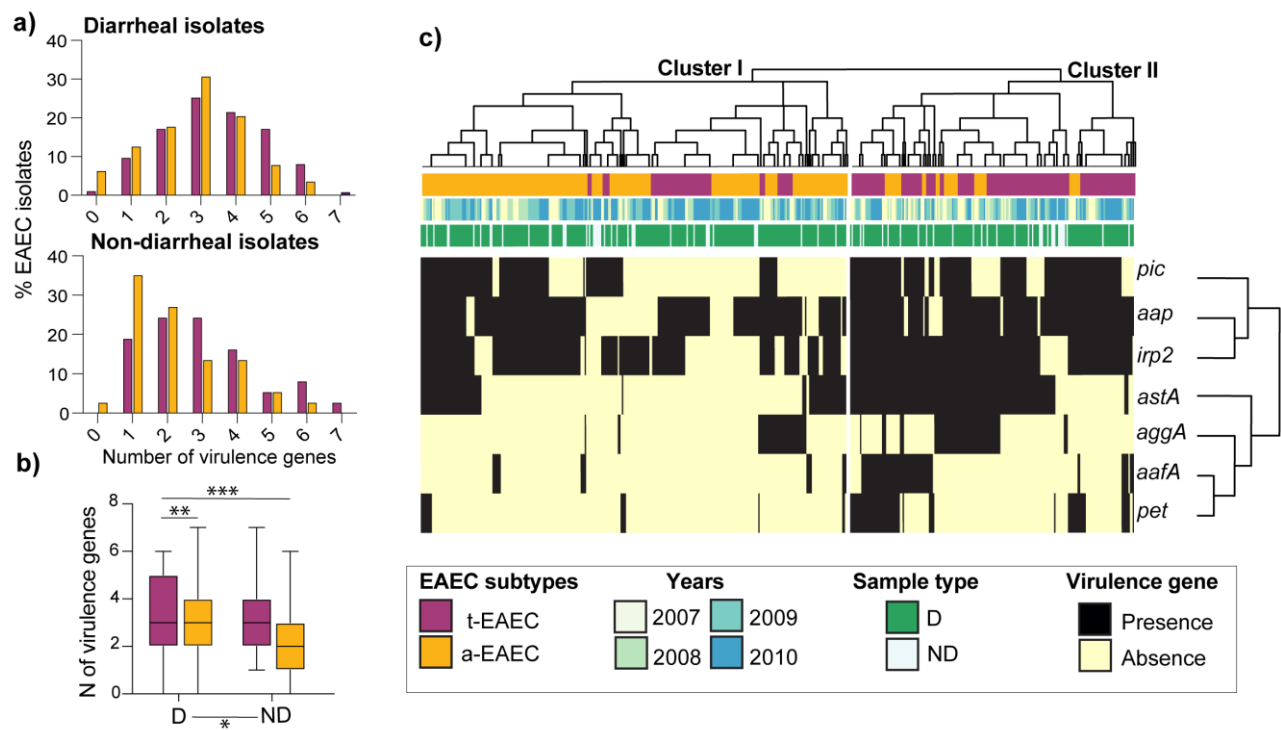 a)
Diarrheal isolates
40
30
20
10
0
0 1 2 3 4 5 6 7
Non-diarrheal isolates
40
30
20
10
0
0 1 2 3 4 5 6 7
Number of virulence genes
% EAEC isolates
b)
N of virulence genes
8
6
4
2
0
***
**
D * ND
c)
Cluster I Cluster II
pic
aap
irp2
astA
aggA
aafA
pet
EAEC subtypes
t-EAEC
a-EAEC
Years
2007 2009
2008 2010
Sample type
D
ND
Virulence gene
Presence
Absence